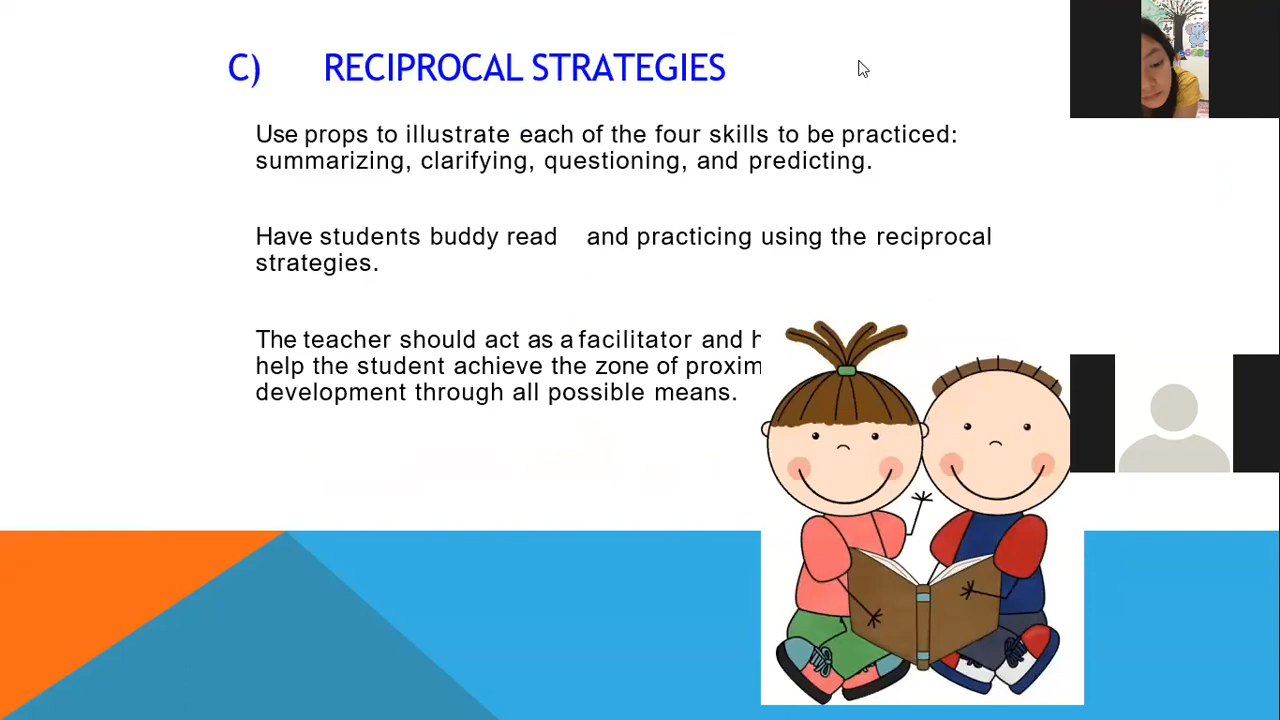 C) RECIPROCAL STRATEGIES
Use props to illustrate each of the four skills to be practiced:
summarizing, clarifying, questioning, and predicting.
Have students buddy read and practicing using the reciprocal
strategies.
The teacher should act as a facilitator and
help the student achieve the zone of
development through all possible means.